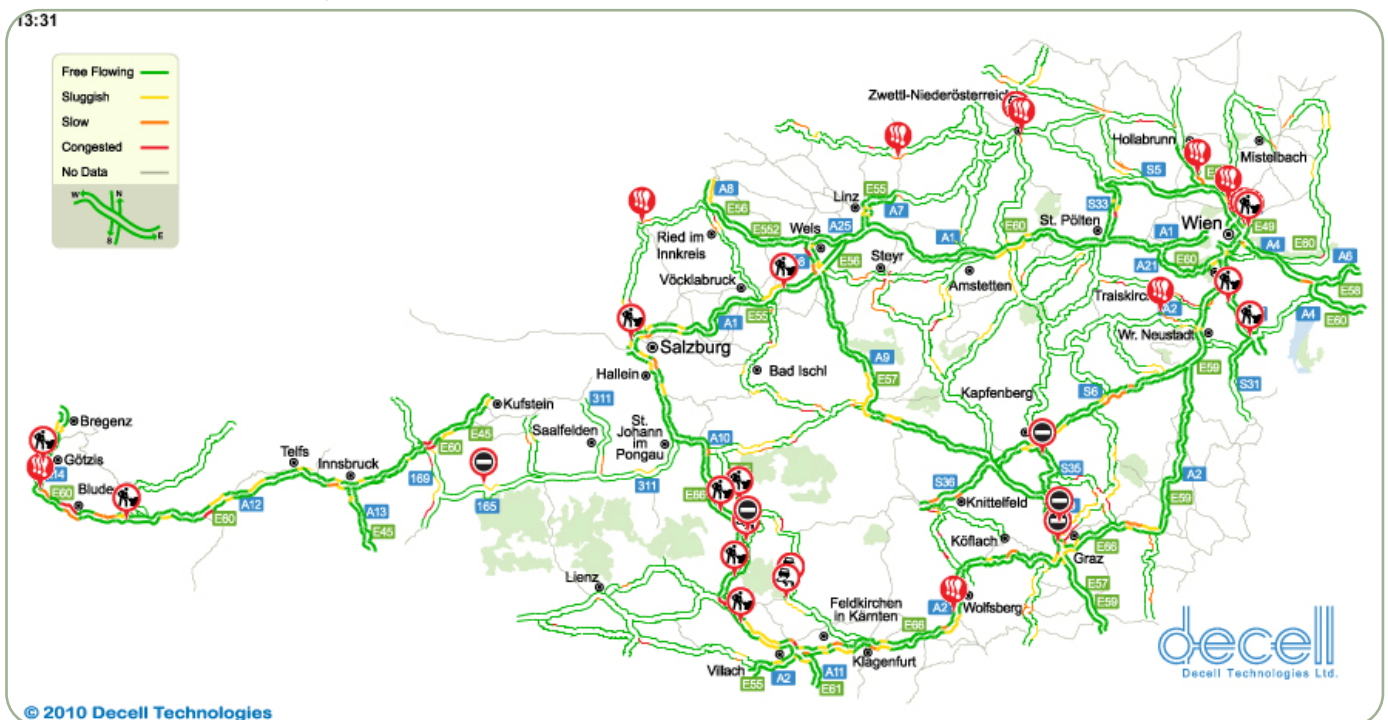 13:31
Free Flowing
Sluggish
Slow
Congested
No Data
N
W
E
S
Zwettl-Niederösterreich
Hollabrunn
Mistelbach
S5
A8
E56
E552
Linz
E55
A7
A25
Wels
E56
Ried im
Innkreis
Vöcklabruck
Steyr
A1
E60
St. Pölten
S33
A1
Wien
E49
A4
E60
A6
E60
A21
Amstetten
A2
A4
E60
Wr. Neustadt
E59
S31
E55
A1
Salzburg
Hallein
Bad Ischl
A9
E57
Kapfenberg
S6
Bregenz
Götzis
E60
Telfs
Innsbruck
A12
E60
A13
E45
Kufstein
E45
E60
169
165
Saalfelden
311
St.
Johann
im
Pongau
311
A10
E66
S36
Knittelfeld
S35
Köflach
A2
E59
E66
Graz
E57
E59
Lienz
Feldkirchen
in Kärnten
A2
Wolfsberg
E66
Villach
E55
A2
A11
E61
Klagenfurt
decell
Decell Technologies Ltd.
© 2010 Decell Technologies